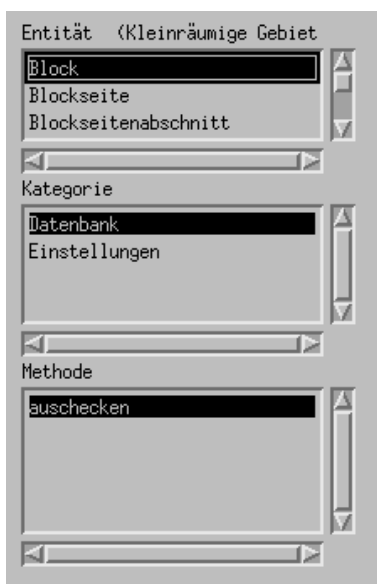 Entität (Kleinräumige Gebiet
Block
Blockseite
Blockseitenabschnitt
Kategorie
Datenbank
Einstellungen
Methode
auschecken